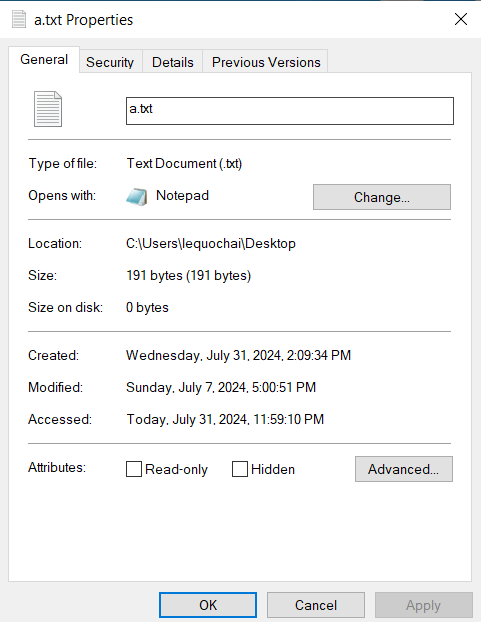 a.txt Properties
General
Security
Details
Previous Versions
a.txt
Type of file: Text Document (.txt)
Opens with: Notepad
Change...
Location: C:\Users\lequochai\Desktop
Size: 191 bytes (191 bytes)
Size on disk: 0 bytes
Created: Wednesday, July 31, 2024, 2:09:34 PM
Modified: Sunday, July 7, 2024, 5:00:51 PM
Accessed: Today, July 31, 2024, 11:59:10 PM
Attributes: Read-only Hidden Advanced...
OK Cancel Apply